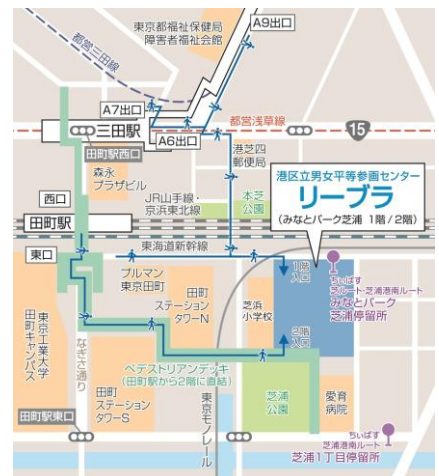 東京都福祉保健局
障害者福祉会館
A9出口
都営三田線
A7出口
三田駅
都営浅草線
15
A6出口
田町駅西口
港芝四
郵便局
森永
プラザビル
西口
JR山手線・
京浜東北線
本芝
公園
港区立男女平等参画センター
リーブラ
(みなとパーク芝浦 1階/2階)
田町駅
東口
東海道新幹線
1階
入口
ちぃばす
芝ルート・芝浦港南ルート
みなとパーク
芝浦停留所
プルマン
東京田町
田町
ステーション
タワーN
芝浜
小学校
2階
入口
東京工業大学
田町キャンパス
なぎさ通り
ペデストリアンデッキ
(田町駅から2階に直結)
田町
ステーション
タワーS
東京モノレール
芝浦
公園
愛育
病院
田町駅東口
ちぃばす
芝浦港南ルート
芝浦1丁目停留所